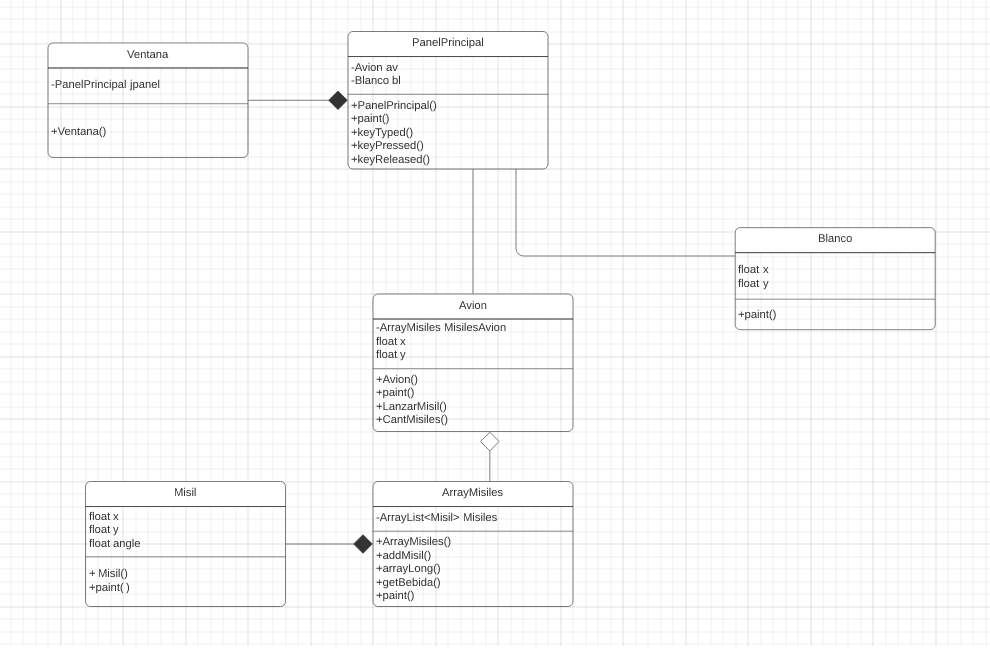 Ventana
-PanelPrincipal jpanel
+Ventana()
PanelPrincipal
-Avion av
-Blanco bl
+PanelPrincipal()
+paint()
+keyTyped()
+keyPressed()
+keyReleased()
Blanco
float x
float y
+paint()
Avion
-ArrayMisiles MisilesAvion
float x
float y
+Avion()
+paint()
+LanzarMisil()
+CantMisiles()
Misil
float x
float y
float angle
+ Misil()
+paint( )
ArrayMisiles
-ArrayList<Misil> Misiles
+ArrayMisiles()
+addMisil()
+arrayLong()
+getBebida()
+paint()